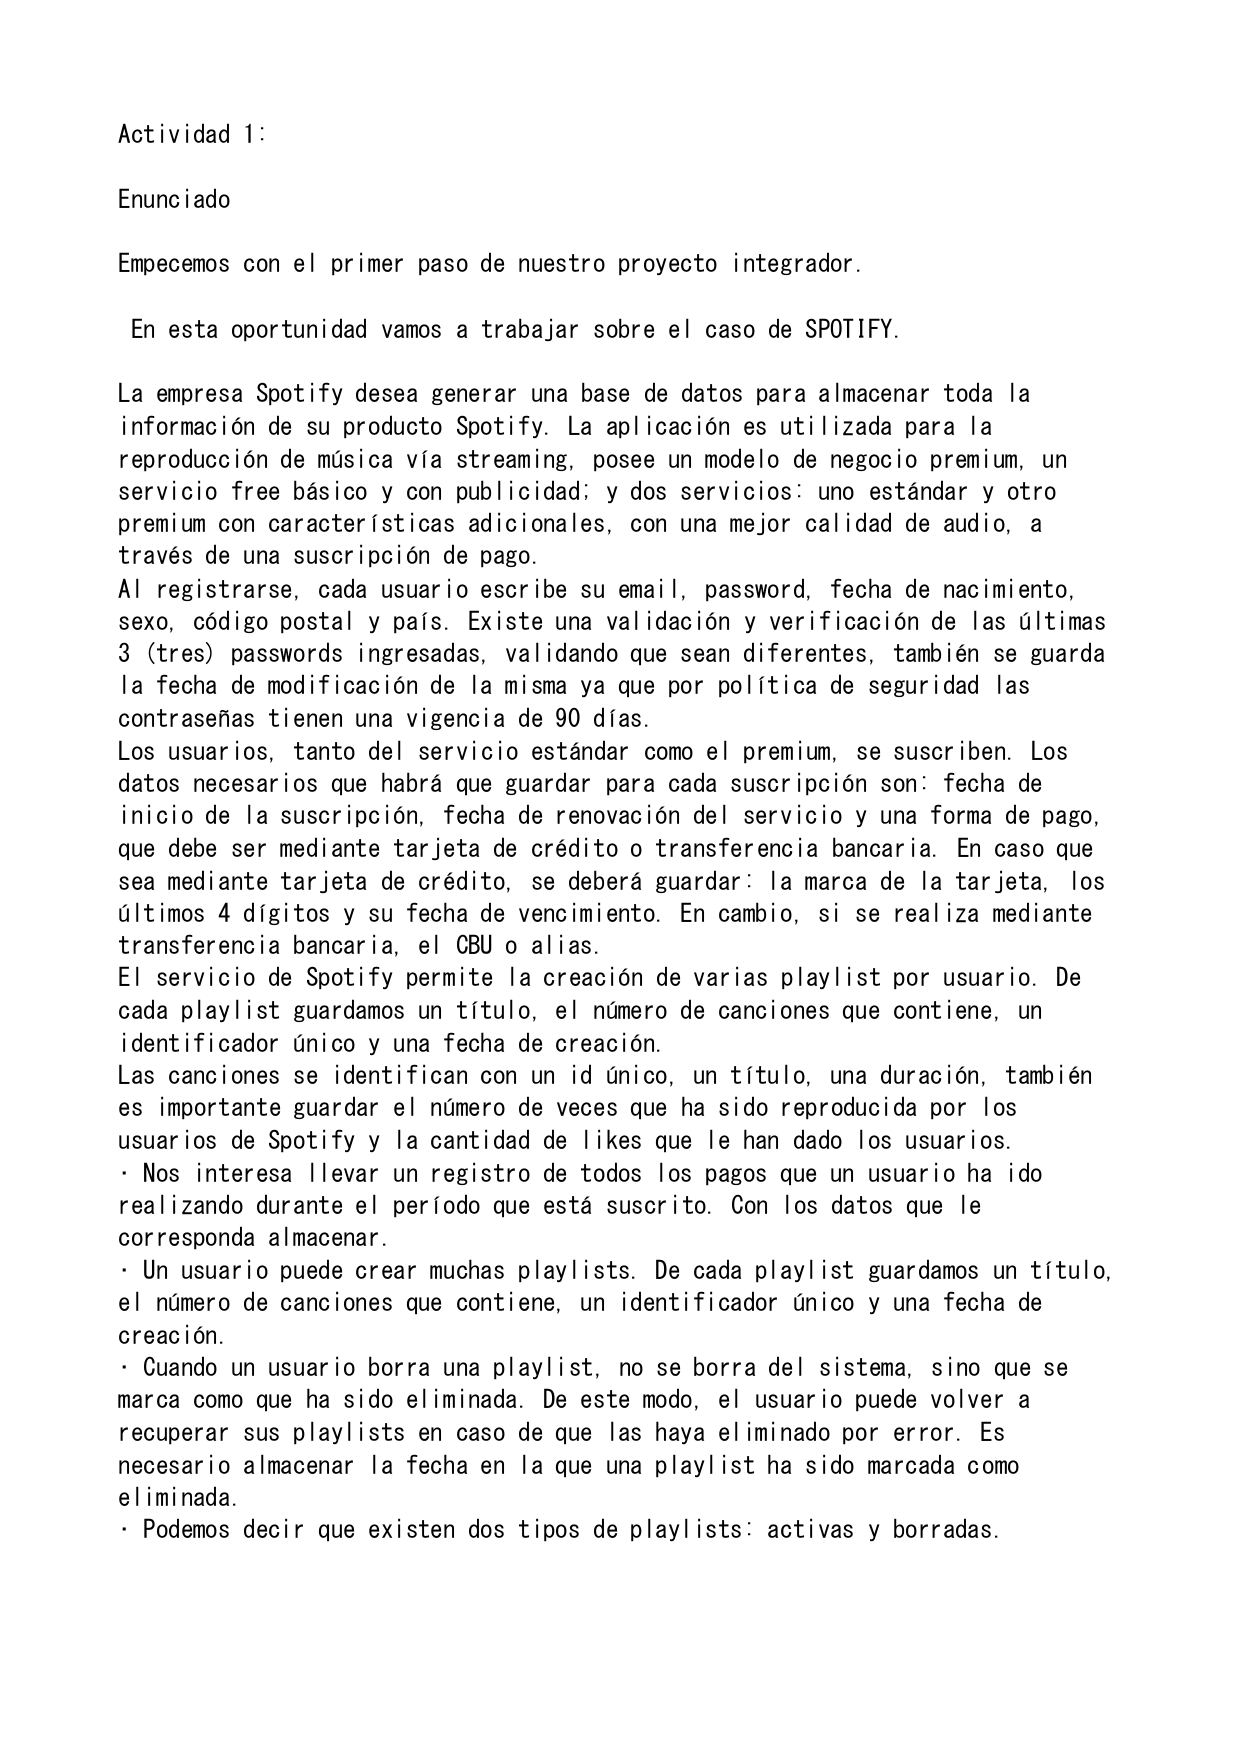 Actividad 1:
Enunciado
Empecemos con el primer paso de nuestro proyecto integrador.
En esta oportunidad vamos a trabajar sobre el caso de SPOTIFY.
La empresa Spotify desea generar una base de datos para almacenar toda la
información de su producto Spotify. La aplicación es utilizada para la
reproducción de música vía streaming, posee un modelo de negocio premium, un
servicio free básico y con publicidad; y dos servicios: uno estándar y otro
premium con características adicionales, con una mejor calidad de audio, a
través de una suscripción de pago.
Al registrarse, cada usuario escribe su email, password, fecha de nacimiento,
sexo, código postal y país. Existe una validación y verificación de las últimas
3 (tres) passwords ingresadas, validando que sean diferentes, también se guarda
la fecha de modificación de la misma ya que por política de seguridad las
contraseñas tienen una vigencia de 90 días.
Los usuarios, tanto del servicio estándar como el premium, se suscriben. Los
datos necesarios que habrá que guardar para cada suscripción son: fecha de
inicio de la suscripción, fecha de renovación del servicio y una forma de pago,
que debe ser mediante tarjeta de crédito o transferencia bancaria. En caso que
sea mediante tarjeta de crédito, se deberá guardar: la marca de la tarjeta, los
últimos 4 dígitos y su fecha de vencimiento. En cambio, si se realiza mediante
transferencia bancaria, el CBU o alias.
El servicio de Spotify permite la creación de varias playlist por usuario. De
cada playlist guardamos un título, el número de canciones que contiene, un
identificador único y una fecha de creación.
Las canciones se identifican con un id único, un título, una duración, también
es importante guardar el número de veces que ha sido reproducida por los
usuarios de Spotify y la cantidad de likes que le han dado los usuarios.
· Nos interesa llevar un registro de todos los pagos que un usuario ha ido
realizando durante el período que está suscrito. Con los datos que le
corresponda almacenar.
· Un usuario puede crear muchas playlists. De cada playlist guardamos un título,
el número de canciones que contiene, un identificador único y una fecha de
creación.
· Cuando un usuario borra una playlist, no se borra del sistema, sino que se
marca como que ha sido eliminada. De este modo, el usuario puede volver a
recuperar sus playlists en caso de que las haya eliminado por error. Es
necesario almacenar la fecha en la que una playlist ha sido marcada como
eliminada.
· Podemos decir que existen dos tipos de playlists: activas y borradas.